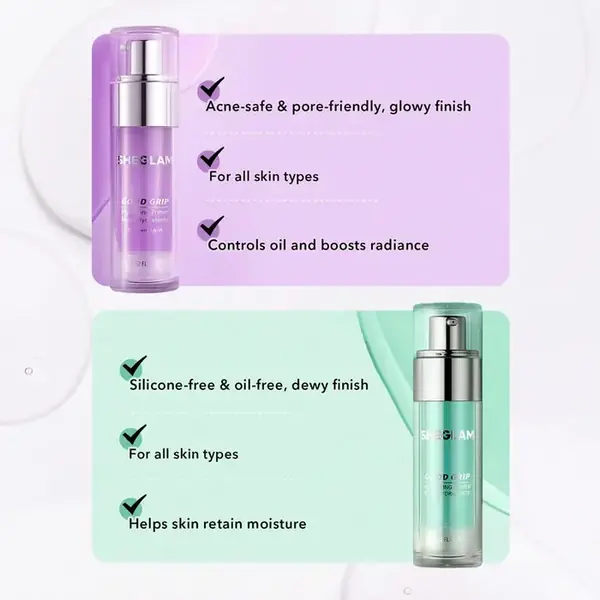 Acne-safe & pore-friendly, glowy finish
For all skin types
Controls oil and boosts radiance
SHEGLAM
GOOD GRIP
Silicone-free & oil-free, dewy finish
For all skin types
Helps skin retain moisture
SHEGLAM
GOOD GRIP